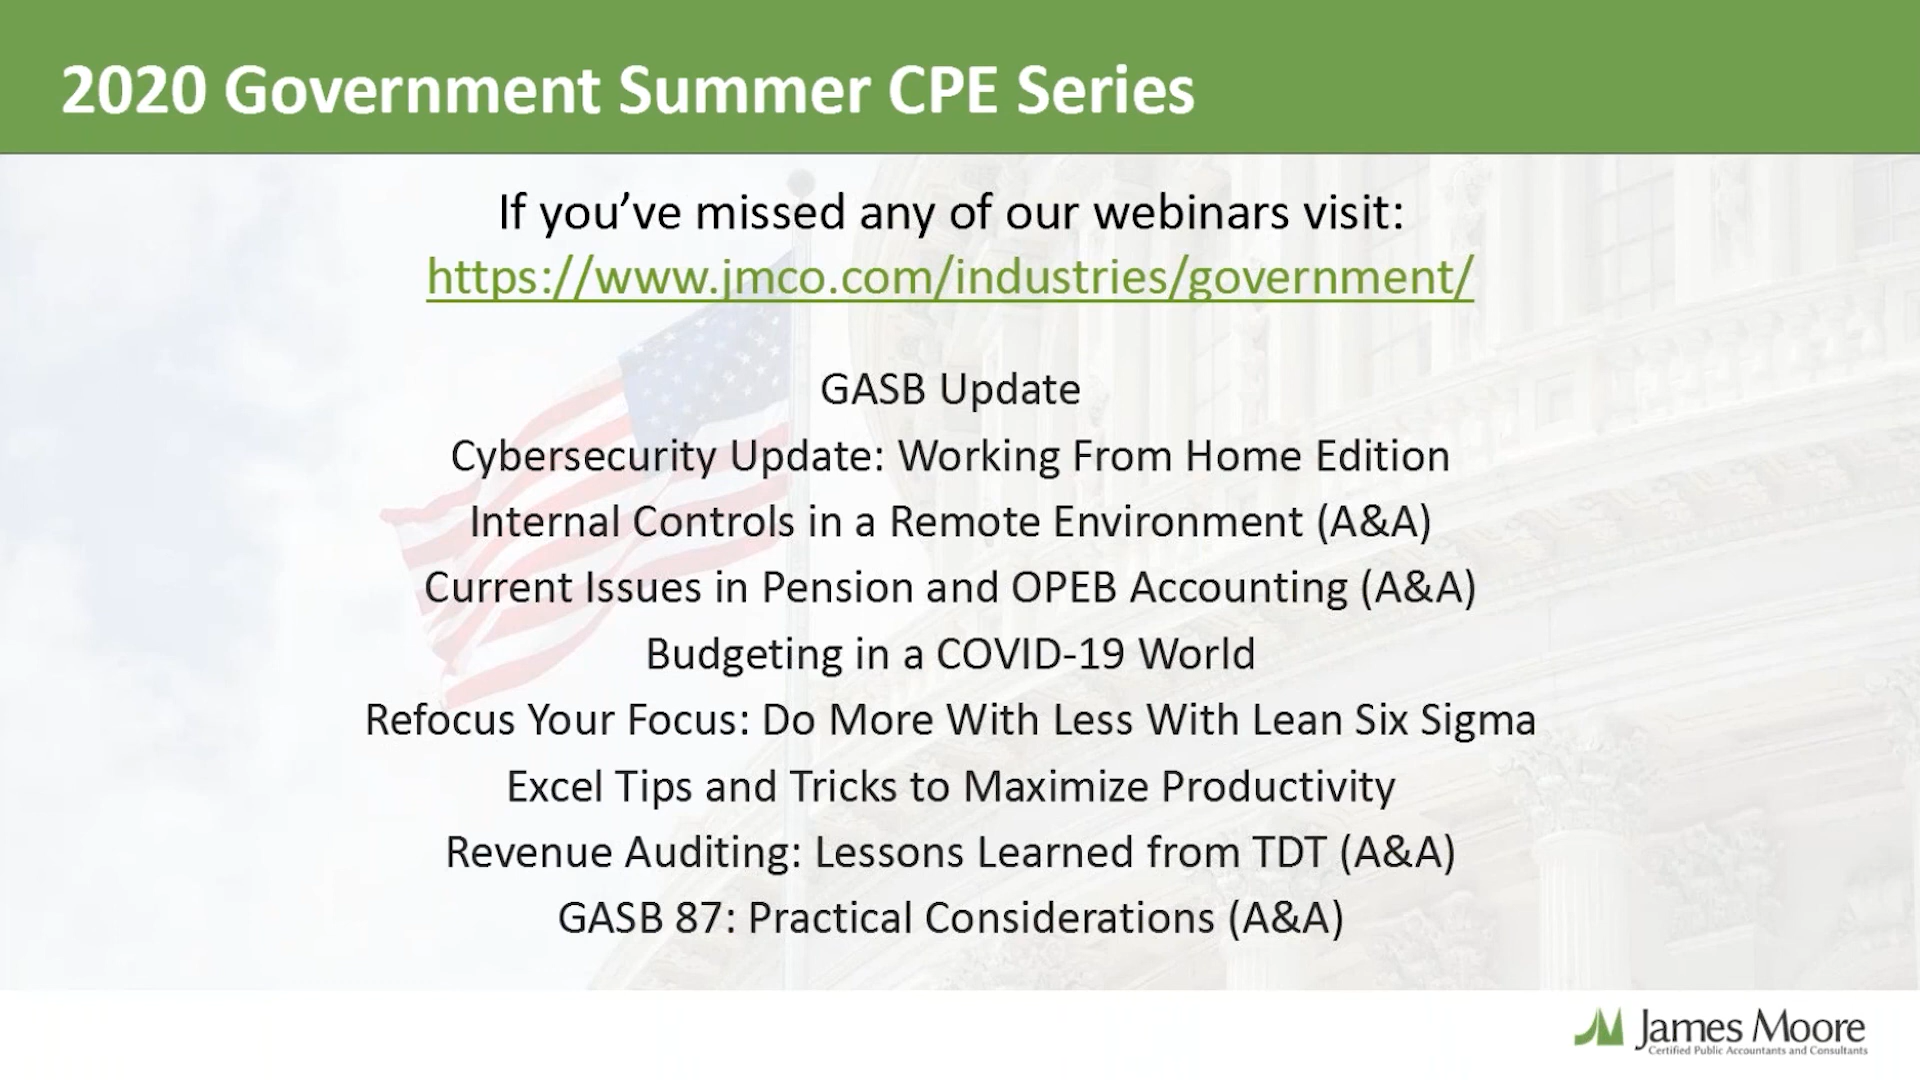 2020 Government Summer CPE Series
If you’ve missed any of our webinars visit:
https://www.jmco.com/industries/government/
GASB Update
Cybersecurity Update: Working From Home Edition
Internal Controls in a Remote Environment (A&A)
Current Issues in Pension and OPEB Accounting (A&A)
Budgeting in a COVID-19 World
Refocus Your Focus: Do More With Less With Lean Six Sigma
Excel Tips and Tricks to Maximize Productivity
Revenue Auditing: Lessons Learned from TDT (A&A)
GASB 87: Practical Considerations (A&A)
James Moore
Certified Public Accountants and Consultants